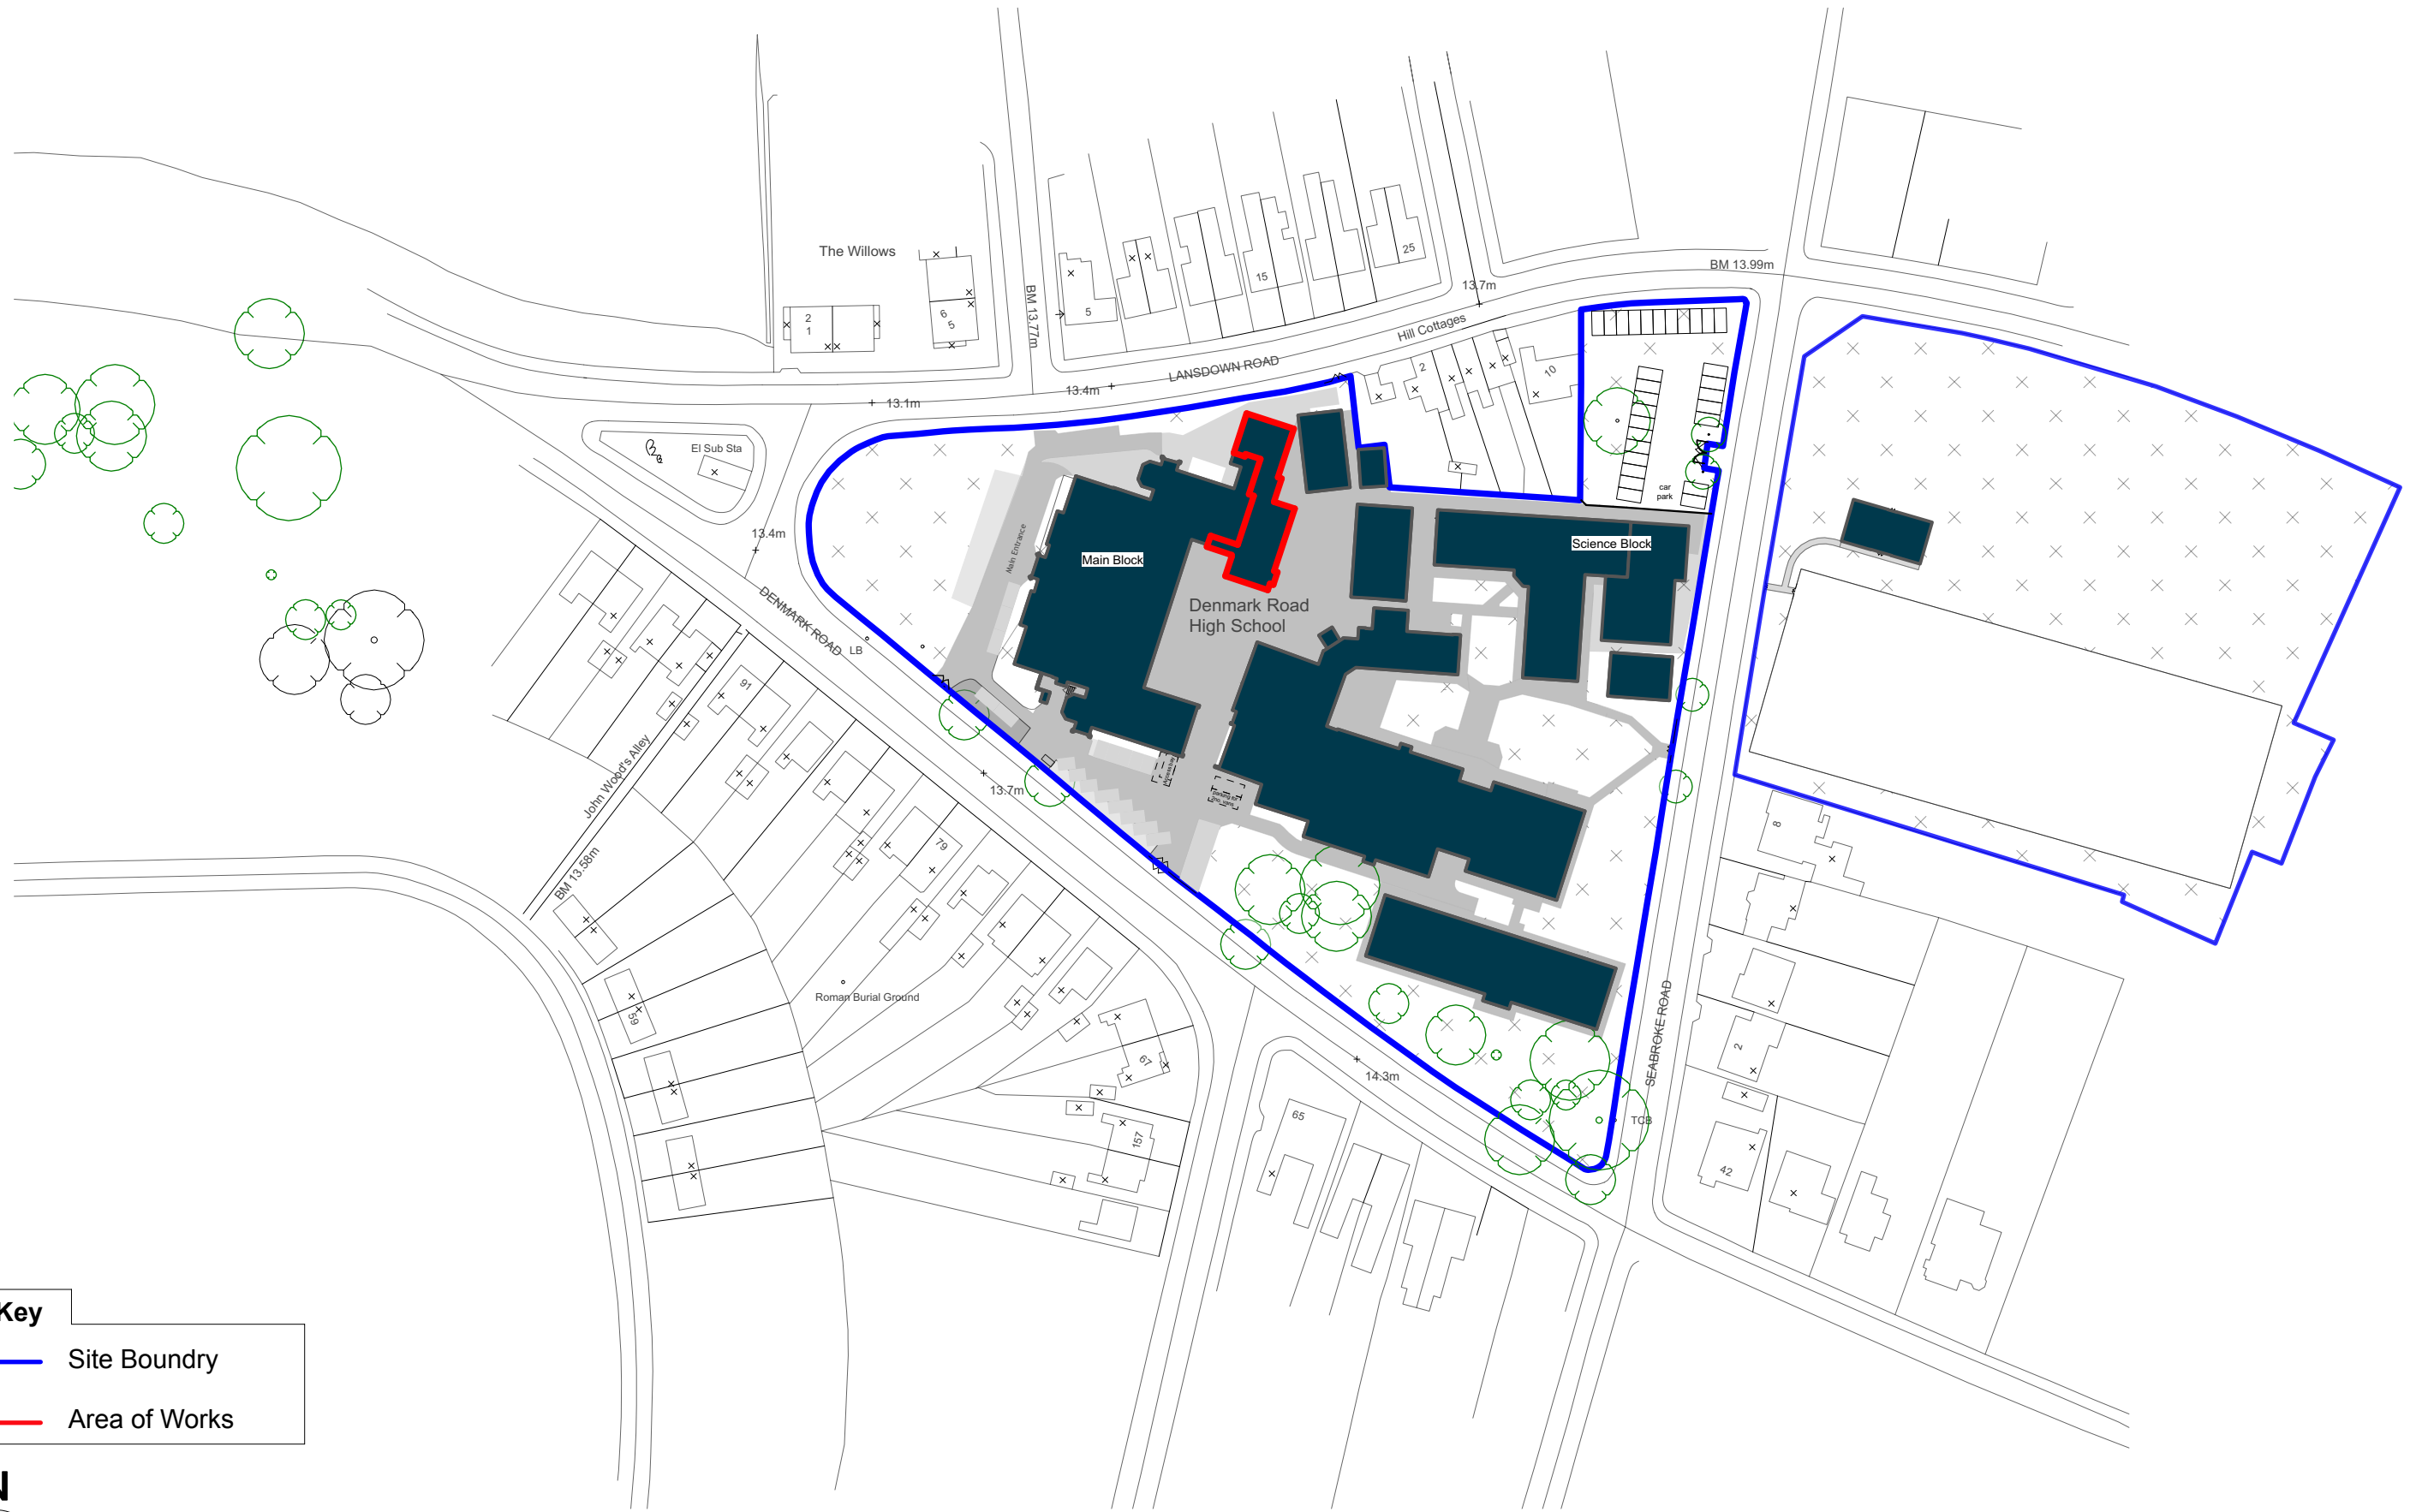 The Willows
2
1
6
5
BM 13.77m
5
15
25
13.7m
BM 13.99m
Hill Cottages
LANSDOWN ROAD
13.4m
13.1m
2
10
El Sub Sta
car
park
13.4m
Main Entrance
Main Block
Science Block
Denmark Road
High School
DENMARK ROAD
LB
91
John Wood's Alley
BM 13.58m
13.7m
79
8
Roman Burial Ground
59
67
157
14.3m
65
SEABROKE ROAD
2
TCB
42
Key
Site Boundry
Area of Works
N